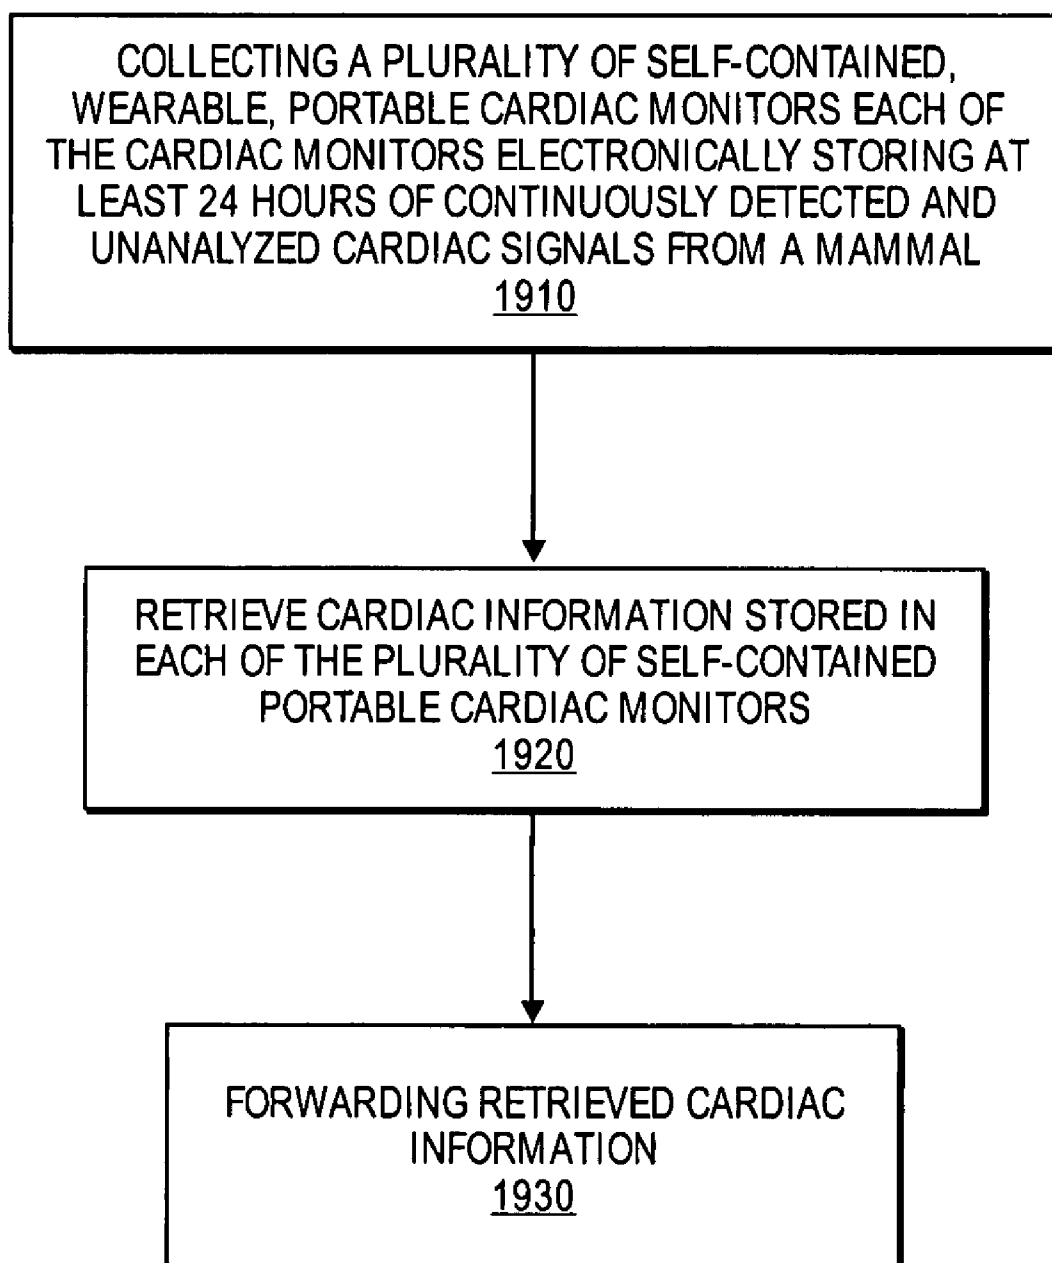 COLLECTING A PLURALITY OF SELF-CONTAINED,
WEARABLE, PORTABLE CARDIAC MONITORS EACH OF
THE CARDIAC MONITORS ELECTRONICALLY STORING AT
LEAST 24 HOURS OF CONTINUOUSLY DETECTED AND
UNANALYZED CARDIAC SIGNALS FROM A MAMMAL
1910
RETRIEVE CARDIAC INFORMATION STORED IN
EACH OF THE PLURALITY OF SELF-CONTAINED
PORTABLE CARDIAC MONITORS
1920
FORWARDING RETRIEVED CARDIAC
INFORMATION
1930